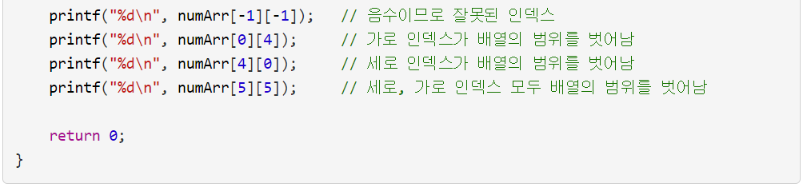 printf("%d\n", numArr[-1][-1]);   // 음수이므로 잘못된 인덱스
printf("%d\n", numArr[0][4]);     // 가로 인덱스가 배열의 범위를 벗어남
printf("%d\n", numArr[4][0]);     // 세로 인덱스가 배열의 범위를 벗어남
printf("%d\n", numArr[5][5]);     // 세로, 가로 인덱스 모두 배열의 범위를 벗어남
return 0;
}